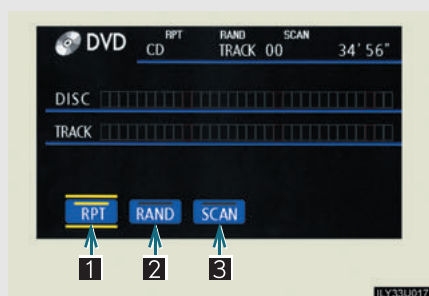 DVD RPT RAND SCAN
CD TRACK 00 34'56"
DISC
TRACK
RPT RAND SCAN
1 2 3
ILY33U017